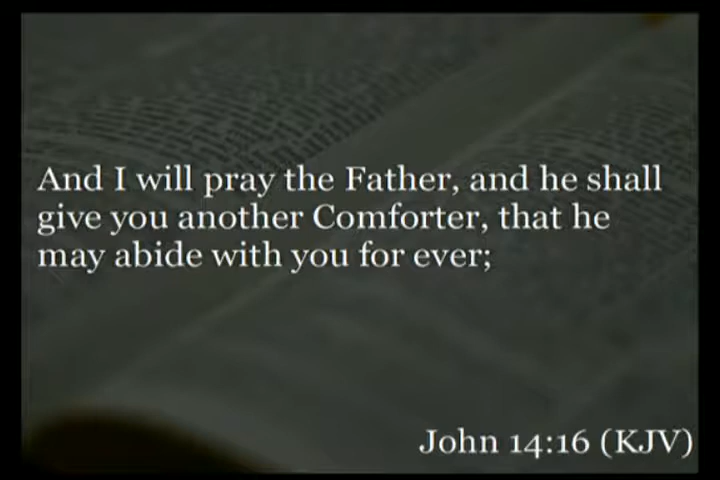 And I will pray the Father, and he shall
give you another Comforter, that he
may abide with you for ever;
John 14:16 (KJV)